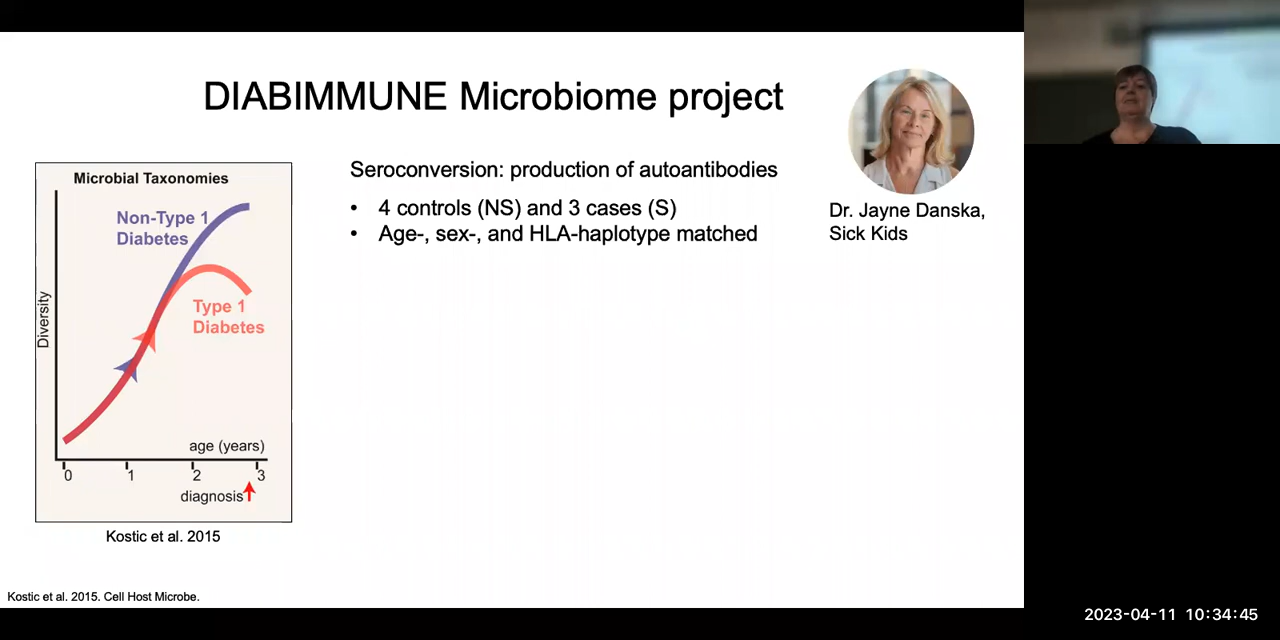 DIABIMMUNE Microbiome project
Microbial Taxonomies
Non-Type 1
Diabetes
Type 1
Diabetes
Diversity
age (years)
0 1 2 3
diagnosis
Kostic et al. 2015
Seroconversion: production of autoantibodies
• 4 controls (NS) and 3 cases (S)
• Age-, sex-, and HLA-haplotype matched
Dr. Jayne Danska,
Sick Kids
Kostic et al. 2015. Cell Host Microbe.
2023-04-11 10:34:45